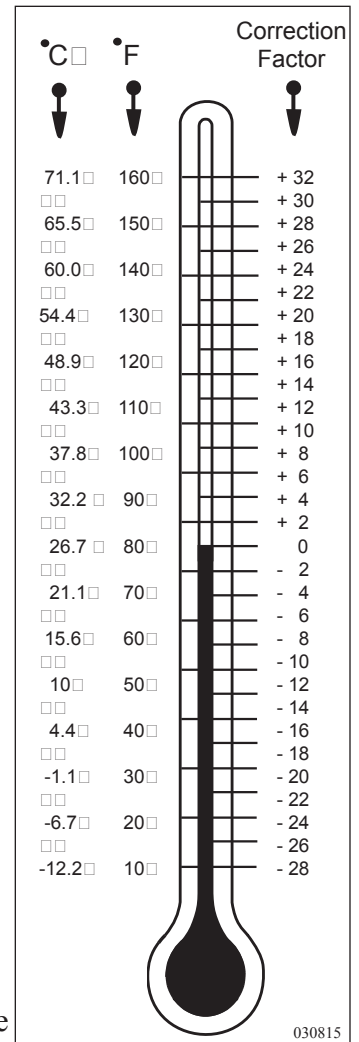 °C□ °F Correction Factor
71.1□ 160□ + 32
□□ + 30
65.5□ 150□ + 28
□□ + 26
60.0□ 140□ + 24
□□ + 22
54.4□ 130□ + 20
□□ + 18
48.9□ 120□ + 16
□□ + 14
43.3□ 110□ + 12
□□ + 10
37.8□ 100□ + 8
□□ + 6
32.2 □ 90□ + 4
□□ + 2
26.7 □ 80□ 0
□□ - 2
21.1□ 70□ - 4
□□ - 6
15.6□ 60□ - 8
□□ - 10
10□ 50□ - 12
□□ - 14
4.4□ 40□ - 16
□□ - 18
-1.1□ 30□ - 20
□□ - 22
-6.7□ 20□ - 24
□□ - 26
-12.2□ 10□ - 28
e
030815